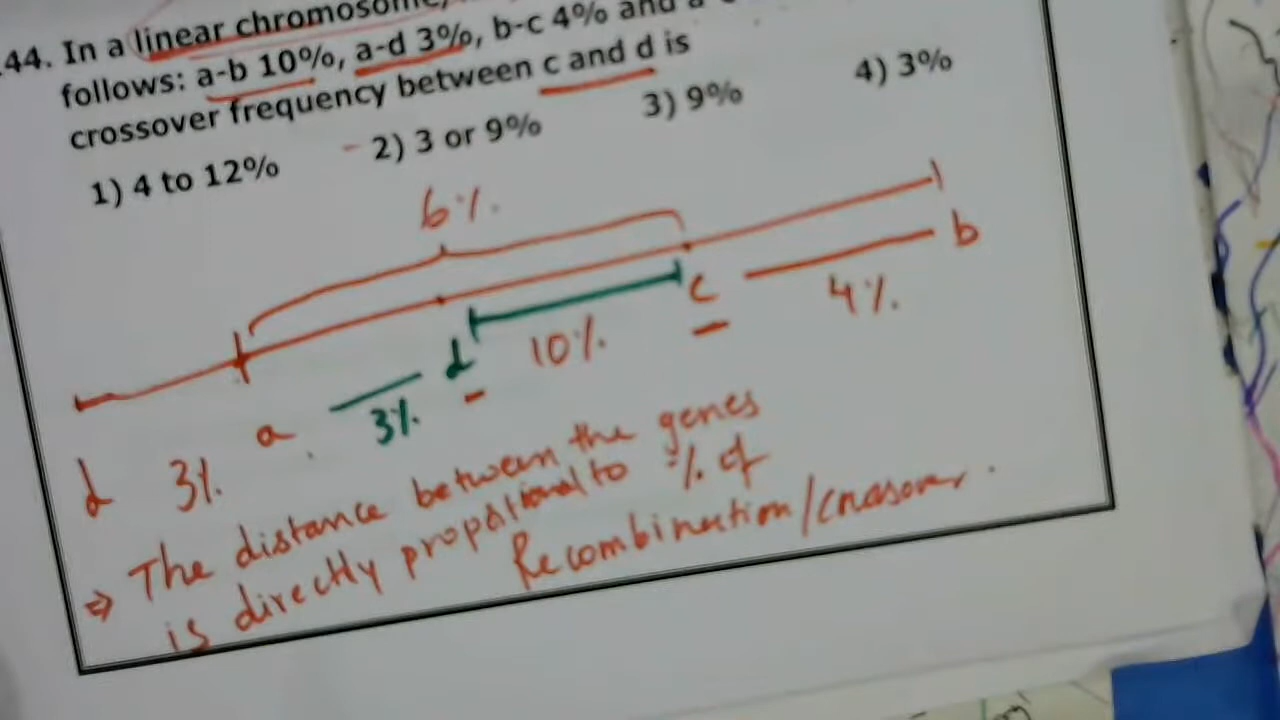 44. In a linear chromosome,
follows: a-b 10%, a-d 3%, b-c 4% and a
crossover frequency between c and d is
1) 4 to 12% 2) 3 or 9% 3) 9% 4) 3%
6%.
d 3%. a 3%. d 10%. c 4%. b
⇒ The distance between the genes
is directly propotional to % of
Recombination/crossover.